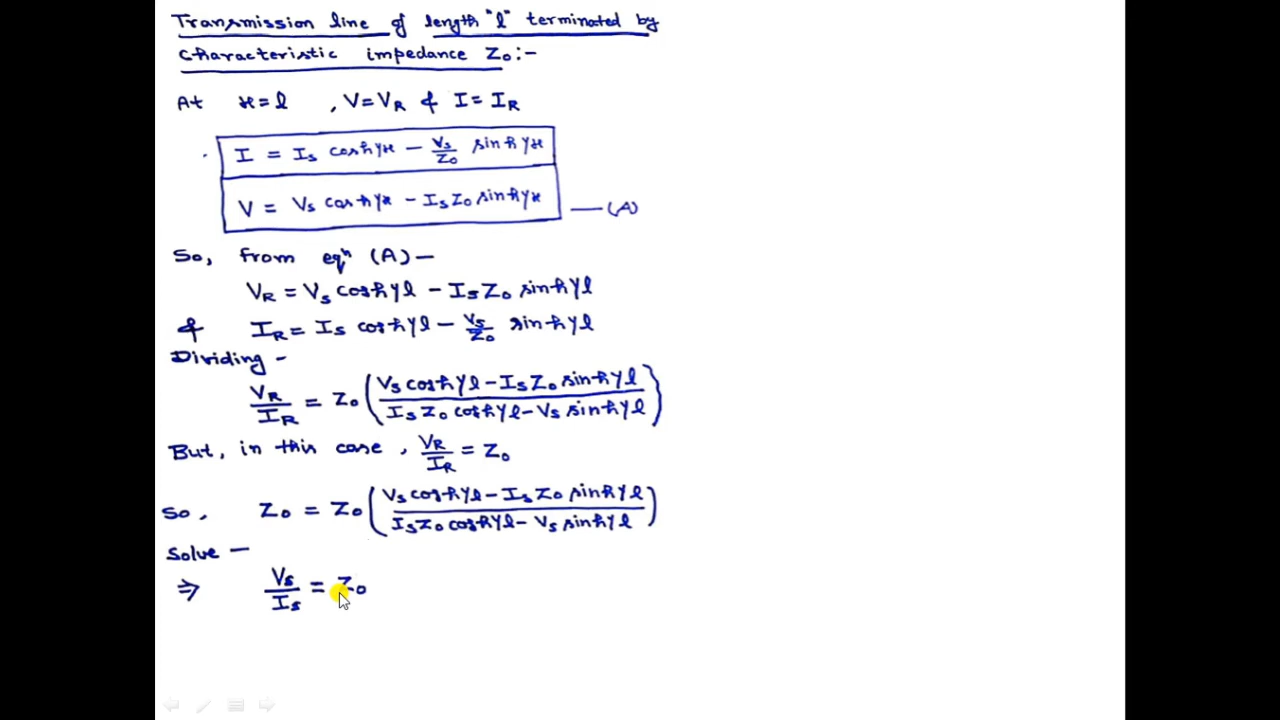 Transmission line of length "l" terminated by
characteristic impedance Z₀:-
At x = l , V = V_R & I = I_R
I = I_s cosh γx − V_s/Z₀ sinh γx
V = V_s cosh γx − I_s Z₀ sinh γx —(A)
So, from eqⁿ (A) −
V_R = V_s cosh γl − I_s Z₀ sinh γl
& I_R = I_s cosh γl − V_s/Z₀ sinh γl
Dividing −
V_R/I_R = Z₀ ((V_s cosh γl − I_s Z₀ sinh γl)/(I_s Z₀ cosh γl − V_s sinh γl))
But, in this case , V_R/I_R = Z₀
So, Z₀ = Z₀ ((V_s cosh γl − I_s Z₀ sinh γl)/(I_s Z₀ cosh γl − V_s sinh γl))
Solve −
⇒ V_s/I_s = Z₀